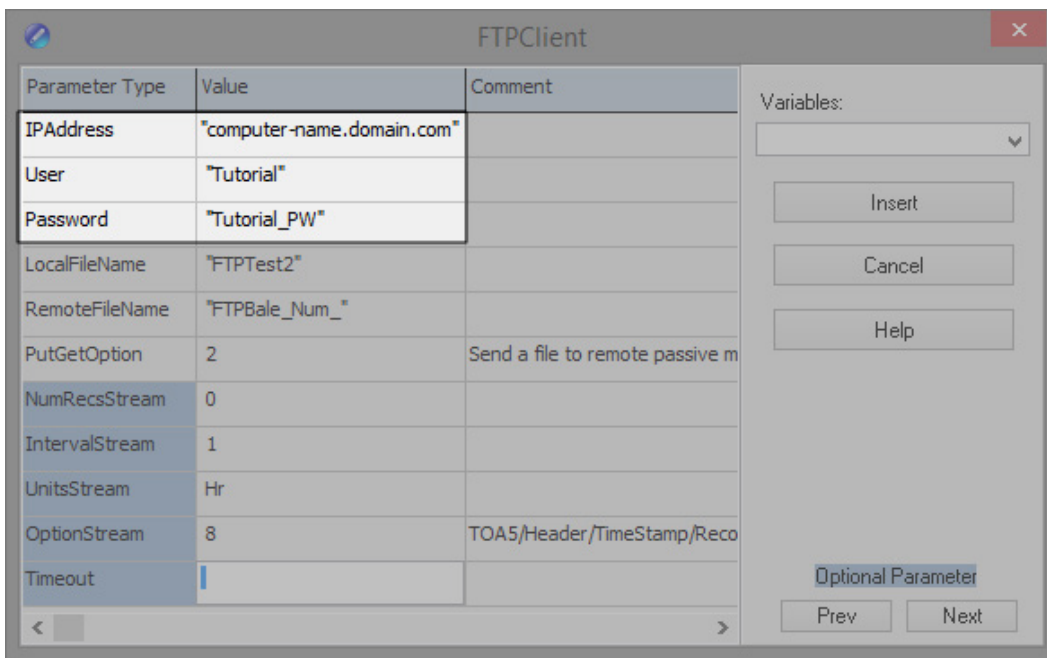 FTPClient
Parameter Type Value Comment
IPAddress "computer-name.domain.com"
User "Tutorial"
Password "Tutorial_PW"
LocalFileName "FTPTest2"
RemoteFileName "FTPBale_Num_"
PutGetOption 2 Send a file to remote passive m
NumRecsStream 0
IntervalStream 1
UnitsStream Hr
OptionStream 8 TOA5/Header/TimeStamp/Reco
Timeout
Variables:
Insert
Cancel
Help
Optional Parameter
Prev Next